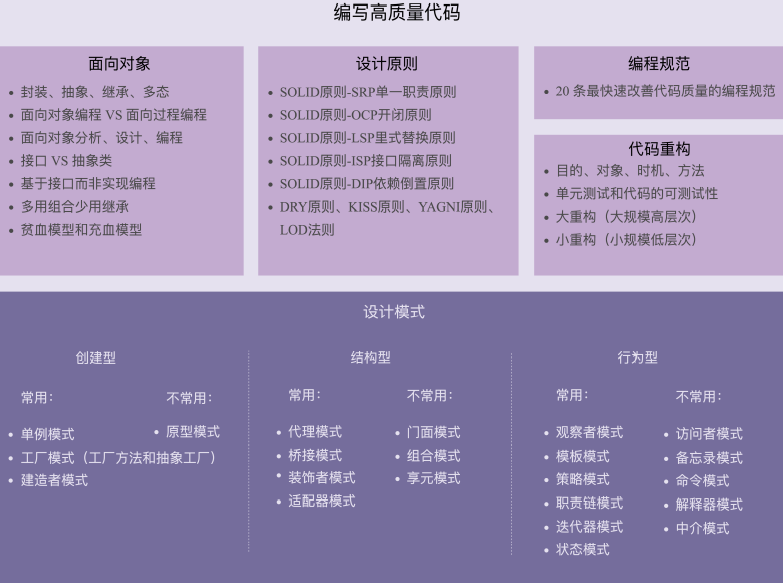 编写高质量代码
面向对象
封装、抽象、继承、多态
面向对象编程 VS 面向过程编程
面向对象分析、设计、编程
接口 VS 抽象类
基于接口而非实现编程
多用组合少用继承
贫血模型和充血模型
设计原则
SOLID原则-SRP单一职责原则
SOLID原则-OCP开闭原则
SOLID原则-LSP里式替换原则
SOLID原则-ISP接口隔离原则
SOLID原则-DIP依赖倒置原则
DRY原则、KISS原则、YAGNI原则、
LOD法则
编程规范
20 条最快速改善代码质量的编程规范
代码重构
目的、对象、时机、方法
单元测试和代码的可测试性
大重构（大规模高层次）
小重构（小规模低层次）
设计模式
创建型
常用：
单例模式
工厂模式（工厂方法和抽象工厂）
建造者模式
不常用：
原型模式
结构型
常用：
代理模式
桥接模式
装饰者模式
适配器模式
不常用：
门面模式
组合模式
享元模式
行为型
常用：
观察者模式
模板模式
策略模式
职责链模式
迭代器模式
状态模式
不常用：
访问者模式
备忘录模式
命令模式
解释器模式
中介模式